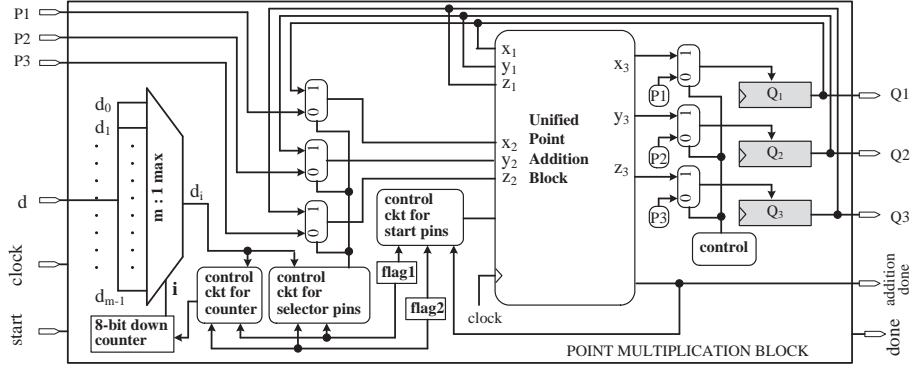 P1
P2
P3
d
clock
start
d0
d1
dm-1
m : 1 max
di
i
8-bit down
counter
control
ckt for
counter
control
ckt for
selector pins
1
0
1
0
1
0
control
ckt for
start pins
flag1
flag2
clock
x1
y1
z1
x2
y2
z2
Unified
Point
Addition
Block
x3
y3
z3
1
0
P1
1
0
P2
1
0
P3
control
Q1
Q2
Q3
Q1
Q2
Q3
addition
done
done
POINT MULTIPLICATION BLOCK